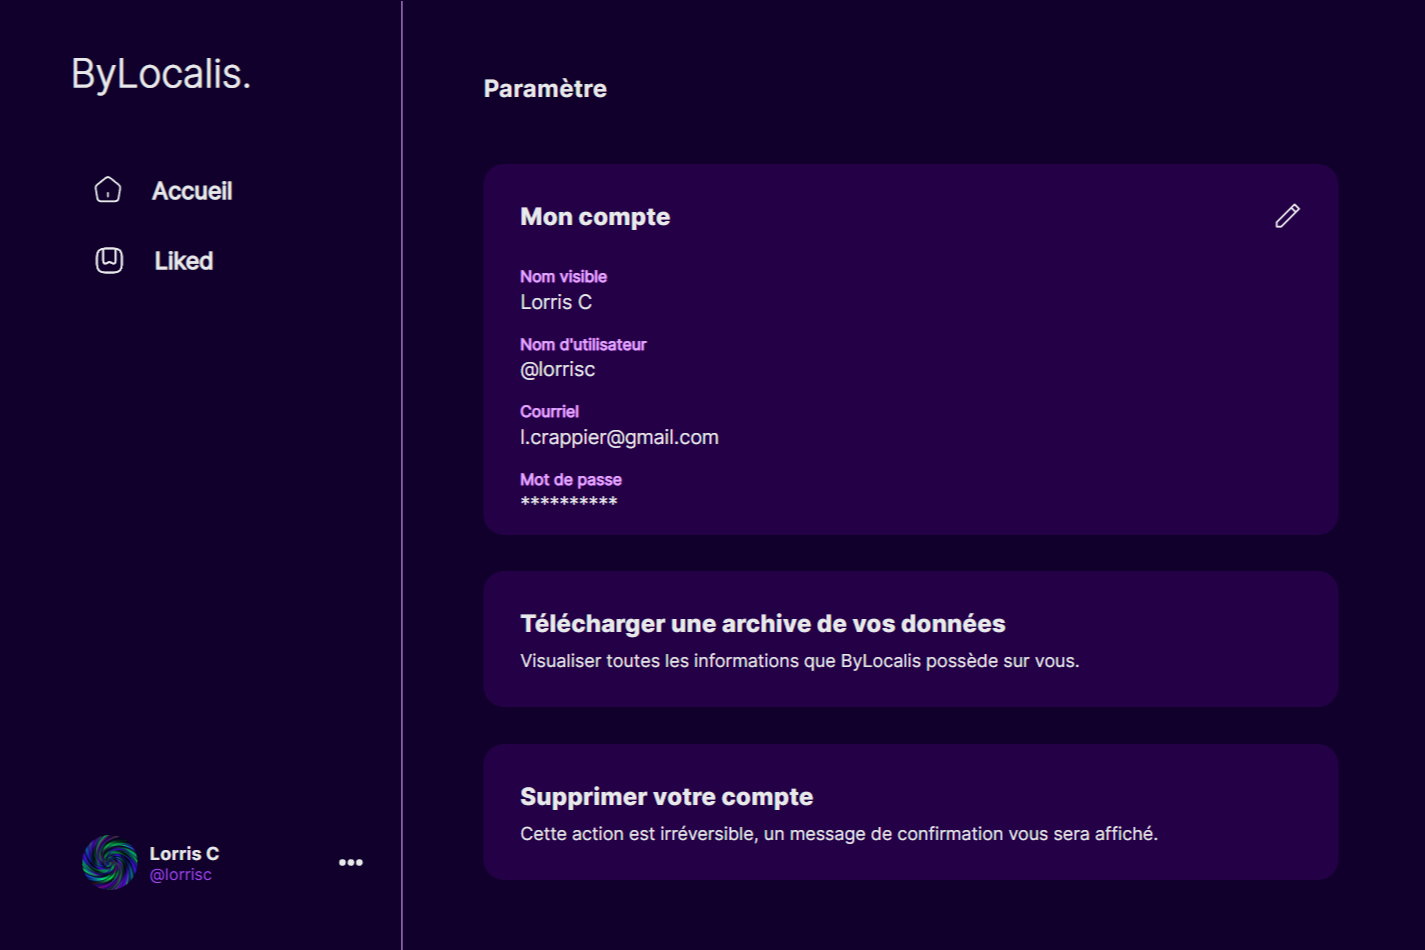 ByLocalis.
Accueil
Liked
Lorris C
@lorrisc
Paramètre
Mon compte
Nom visible
Lorris C
Nom d'utilisateur
@lorrisc
Courriel
l.crappier@gmail.com
Mot de passe
**********
Télécharger une archive de vos données
Visualiser toutes les informations que ByLocalis possède sur vous.
Supprimer votre compte
Cette action est irréversible, un message de confirmation vous sera affiché.